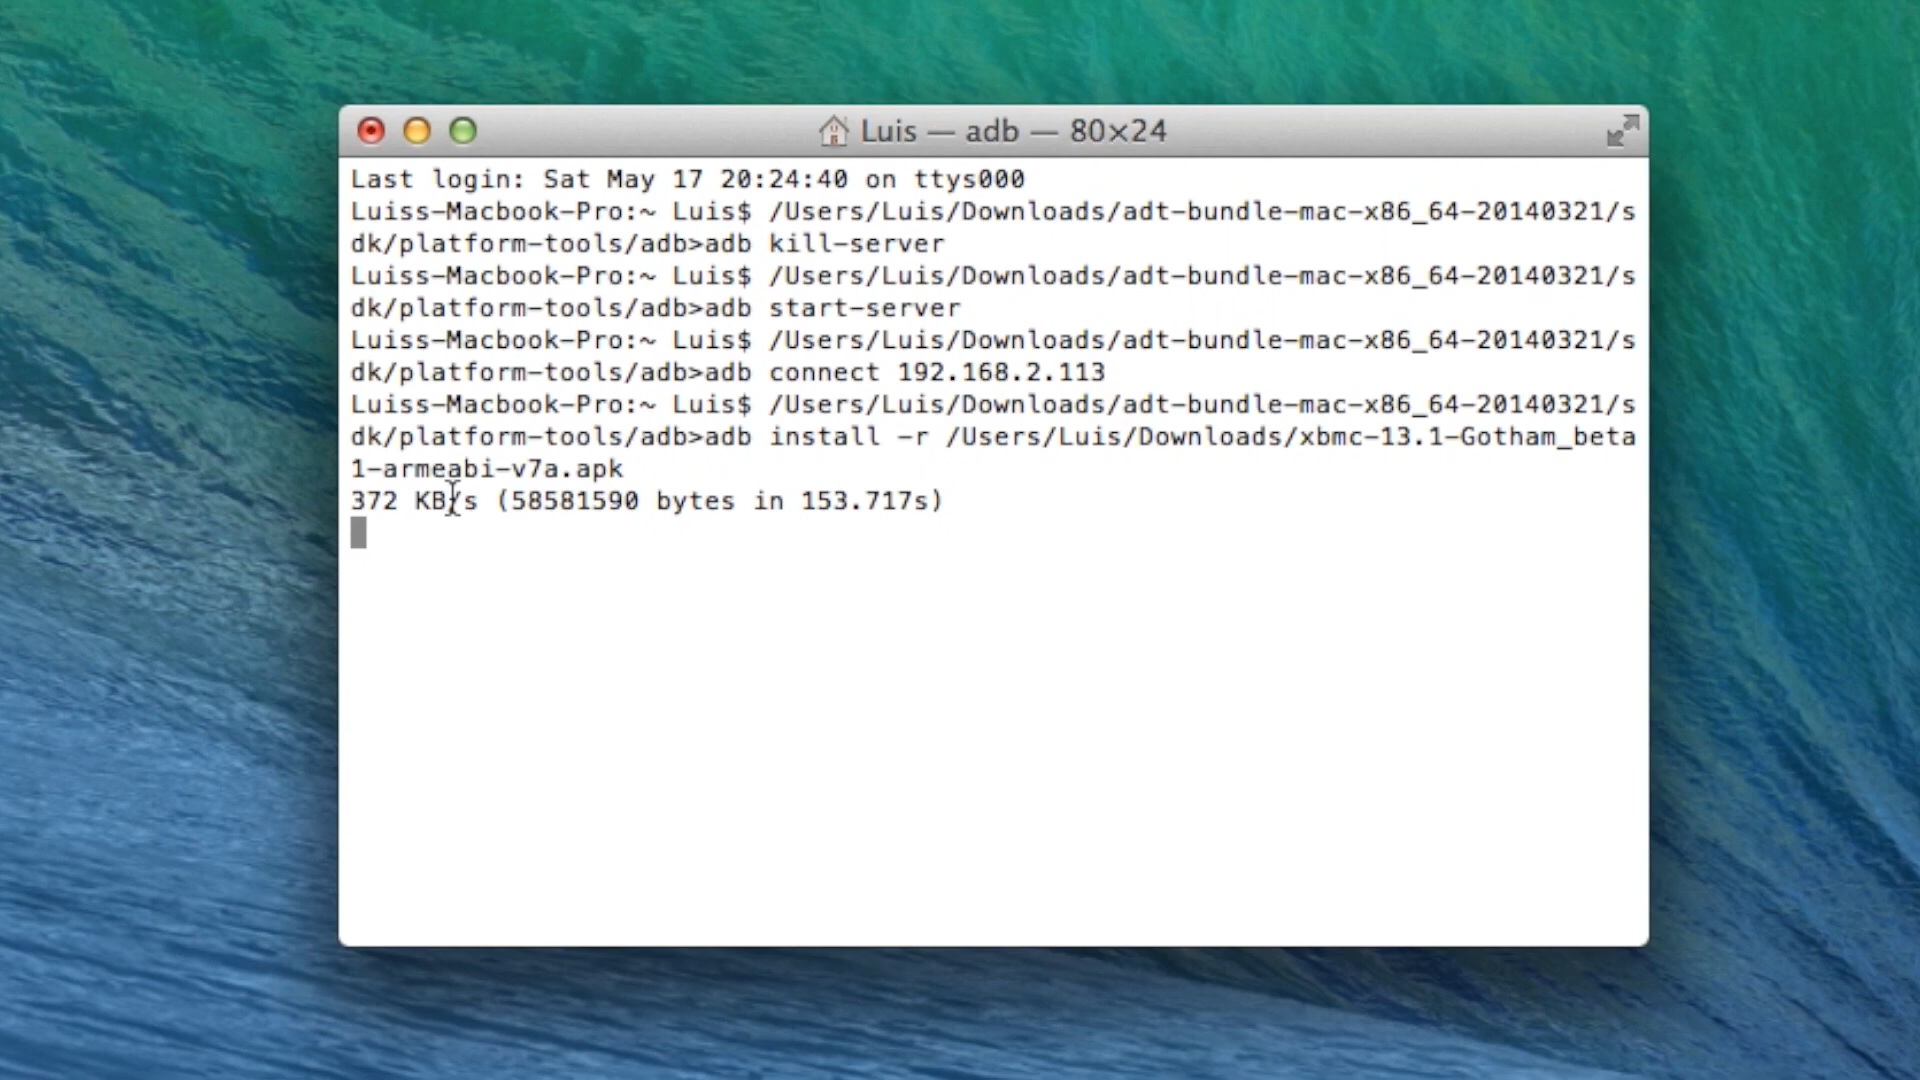 Luis — adb — 80×24
Last login: Sat May 17 20:24:40 on ttys000
Luiss-Macbook-Pro:~ Luis$ /Users/Luis/Downloads/adt-bundle-mac-x86_64-20140321/s
dk/platform-tools/adb>adb kill-server
Luiss-Macbook-Pro:~ Luis$ /Users/Luis/Downloads/adt-bundle-mac-x86_64-20140321/s
dk/platform-tools/adb>adb start-server
Luiss-Macbook-Pro:~ Luis$ /Users/Luis/Downloads/adt-bundle-mac-x86_64-20140321/s
dk/platform-tools/adb>adb connect 192.168.2.113
Luiss-Macbook-Pro:~ Luis$ /Users/Luis/Downloads/adt-bundle-mac-x86_64-20140321/s
dk/platform-tools/adb>adb install -r /Users/Luis/Downloads/xbmc-13.1-Gotham_beta
1-armeabi-v7a.apk
372 KB/s (58581590 bytes in 153.717s)